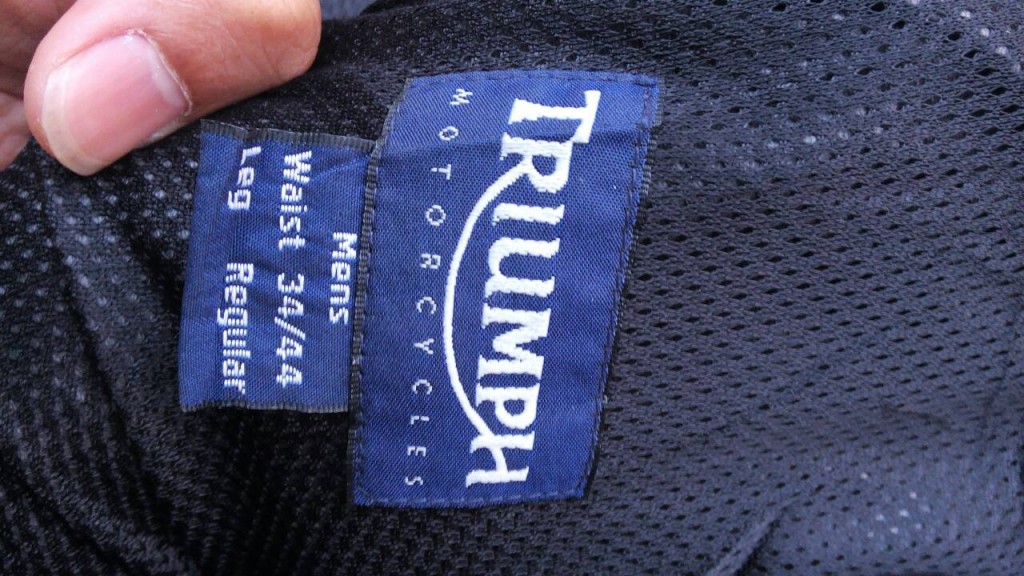 TRIUMPH
MOTORCYCLES
Mens
Waist 34/44
Leg Regular